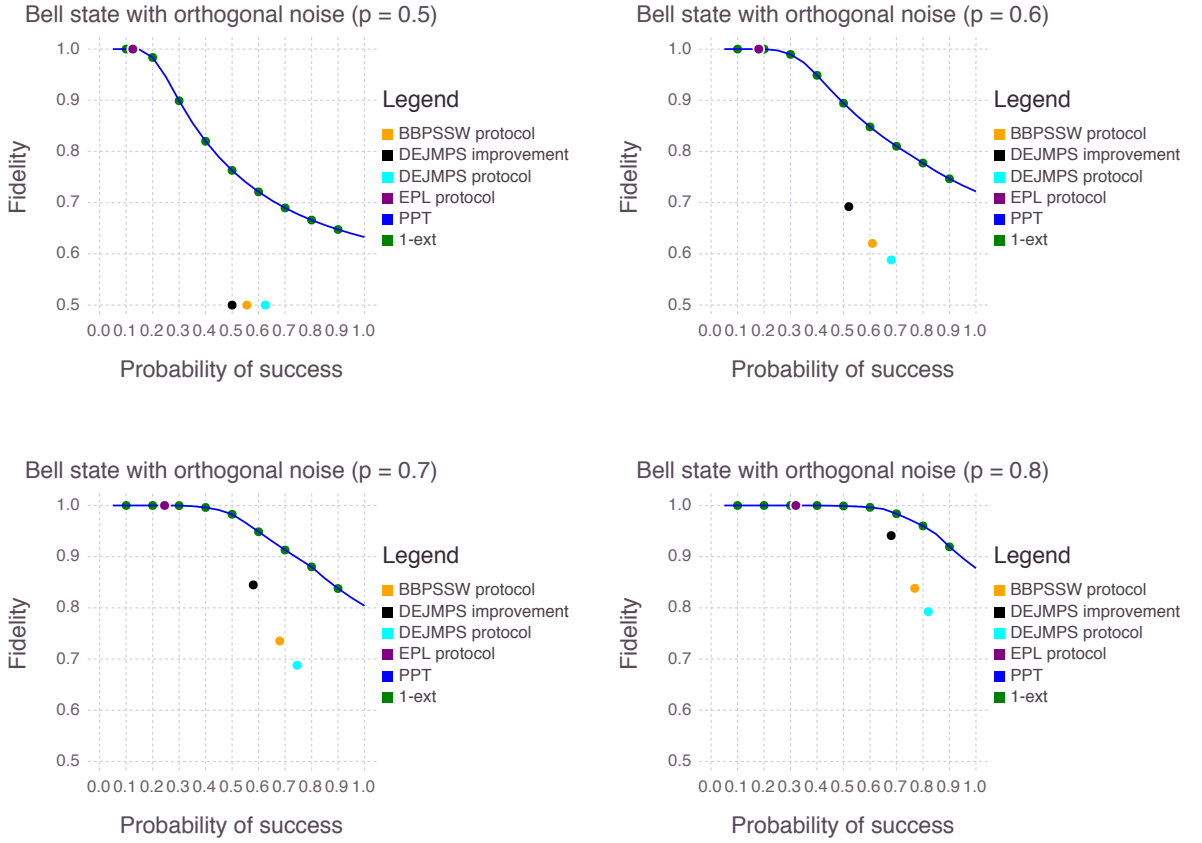 Bell state with orthogonal noise (p = 0.5)
1.0
0.9
0.8
0.7
0.6
0.5
Fidelity
0.0 0.1 0.2 0.3 0.4 0.5 0.6 0.7 0.8 0.9 1.0
Probability of success
Legend
BBPSSW protocol
DEJMPS improvement
DEJMPS protocol
EPL protocol
PPT
1-ext
Bell state with orthogonal noise (p = 0.6)
1.0
0.9
0.8
0.7
0.6
0.5
Fidelity
0.0 0.1 0.2 0.3 0.4 0.5 0.6 0.7 0.8 0.9 1.0
Probability of success
Legend
BBPSSW protocol
DEJMPS improvement
DEJMPS protocol
EPL protocol
PPT
1-ext
Bell state with orthogonal noise (p = 0.7)
1.0
0.9
0.8
0.7
0.6
0.5
Fidelity
0.0 0.1 0.2 0.3 0.4 0.5 0.6 0.7 0.8 0.9 1.0
Probability of success
Legend
BBPSSW protocol
DEJMPS improvement
DEJMPS protocol
EPL protocol
PPT
1-ext
Bell state with orthogonal noise (p = 0.8)
1.0
0.9
0.8
0.7
0.6
0.5
Fidelity
0.0 0.1 0.2 0.3 0.4 0.5 0.6 0.7 0.8 0.9 1.0
Probability of success
Legend
BBPSSW protocol
DEJMPS improvement
DEJMPS protocol
EPL protocol
PPT
1-ext